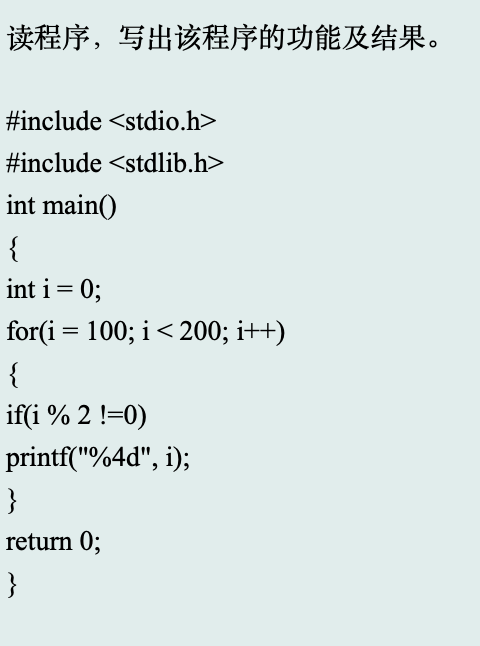 读程序，写出该程序的功能及结果。
#include <stdio.h>
#include <stdlib.h>
int main()
{
int i = 0;
for(i = 100; i < 200; i++)
{
if(i % 2 !=0)
printf("%4d", i);
}
return 0;
}